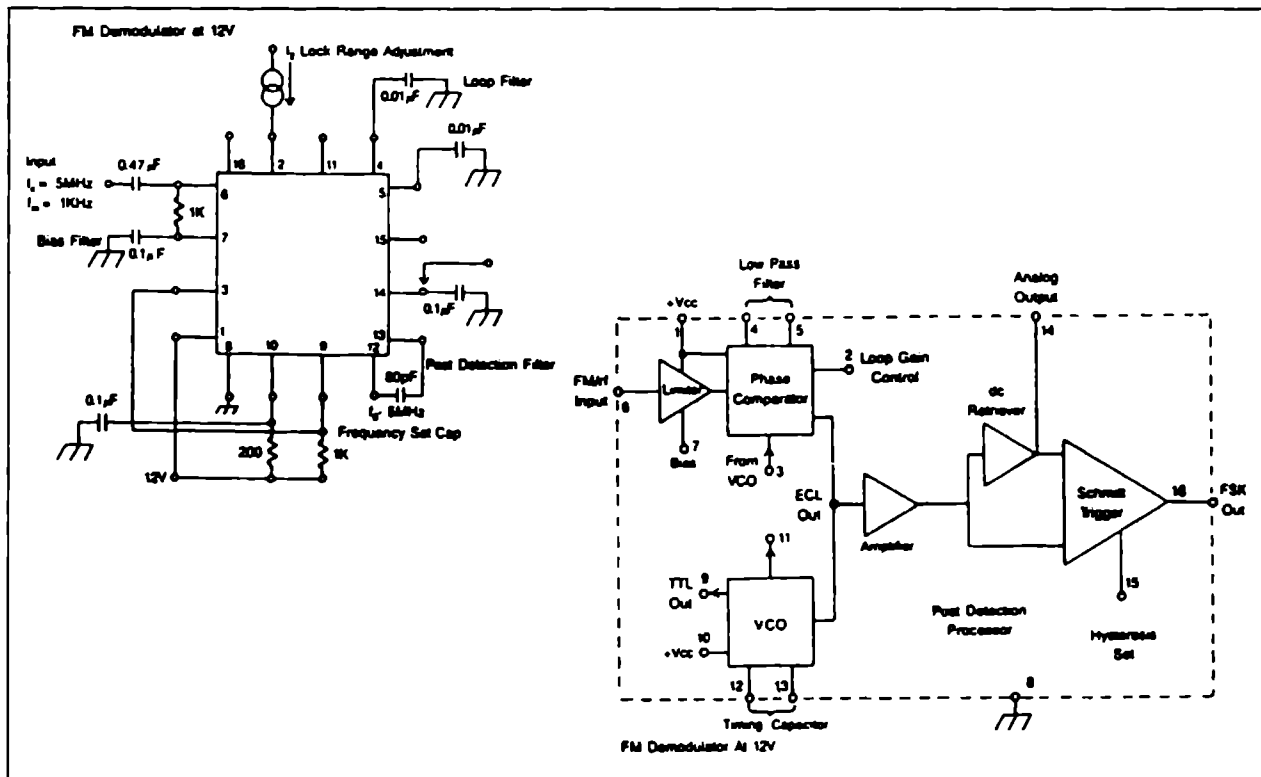 FM Demodulator at 12V
Lock Range Adjustment
Loop Filter
0.01μF
0.01μF
16
2
11
4
Input
0.47μF
= 5MHz
= 1KHz
1K
6
5
7
Bias Filter
0.1μF
15
3
14
0.1μF
1
13
8
10
9
12
Post Detection Filter
80pF
5MHz
Frequency Set Cap
0.1μF
200
1K
12V
Low Pass
Filter
Analog
Output
+Vcc
1
4
5
14
2
Loop Gain
Control
FM/rf
Input
6
Limiter
Phase
Comparator
dc
Retriever
7
Bias
From
VCO
3
ECL
Out
Amplifier
Schmitt
Trigger
16
FSK
Out
11
15
TTL
Out
9
VCO
10
+Vcc
Post Detection
Processor
Hysteresis
Set
12
13
8
Timing Capacitor
FM Demodulator At 12V